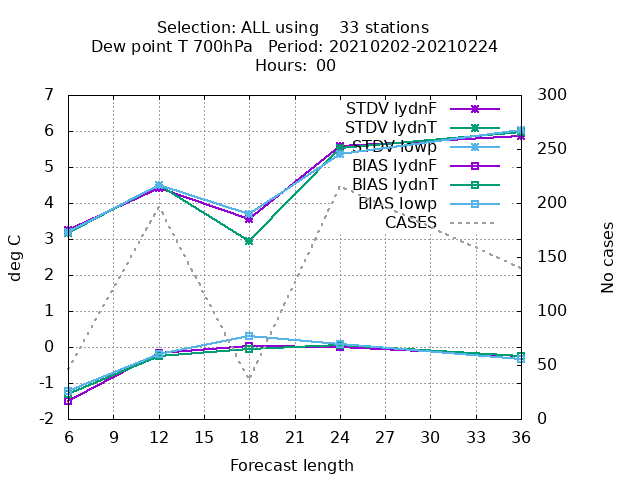 Selection: ALL using    33 stations
Dew point T 700hPa   Period: 20210202-20210224
Hours:  00
7 300
6 250
5 200
4 150
3 100
2 50
1 0
0
-1
-2
deg C
No cases
STDV lydnF
STDV lydnT
STDV lowp
BIAS lydnF
BIAS lydnT
BIAS lowp
CASES
6 9 12 15 18 21 24 27 30 33 36
Forecast length